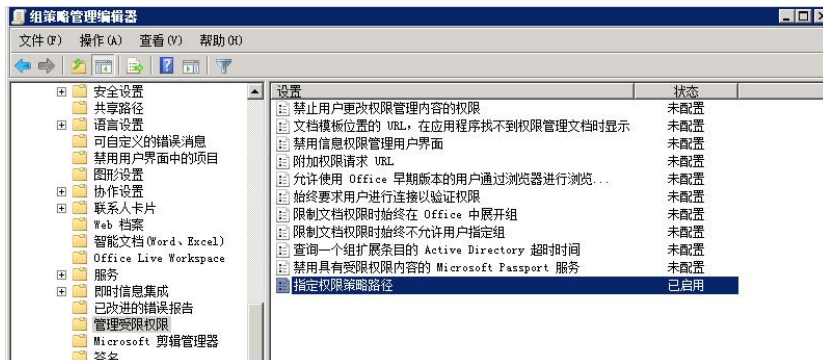 组策略管理编辑器
文件(F) 操作(A) 查看(V) 帮助(H)
安全设置
共享路径
语言设置
可自定义的错误消息
禁用用户界面中的项目
图形设置
协作设置
联系人卡片
Web 档案
智能文档(Word、Excel)
Office Live Workspace
服务
即时信息集成
已改进的错误报告
管理受限权限
Microsoft 剪辑管理器
签名
设置 状态
禁止用户更改权限管理内容的权限 未配置
文档模板位置的 URL，在应用程序找不到权限管理文档时显示 未配置
禁用信息权限管理用户界面 未配置
附加权限请求 URL 未配置
允许使用 Office 早期版本的用户通过浏览器进行浏览... 未配置
始终要求用户进行连接以验证权限 未配置
限制文档权限时始终在 Office 中展开组 未配置
限制文档权限时始终不允许用户指定组 未配置
查询一个组扩展条目的 Active Directory 超时时间 未配置
禁用具有受限权限内容的 Microsoft Passport 服务 未配置
指定权限策略路径 已启用